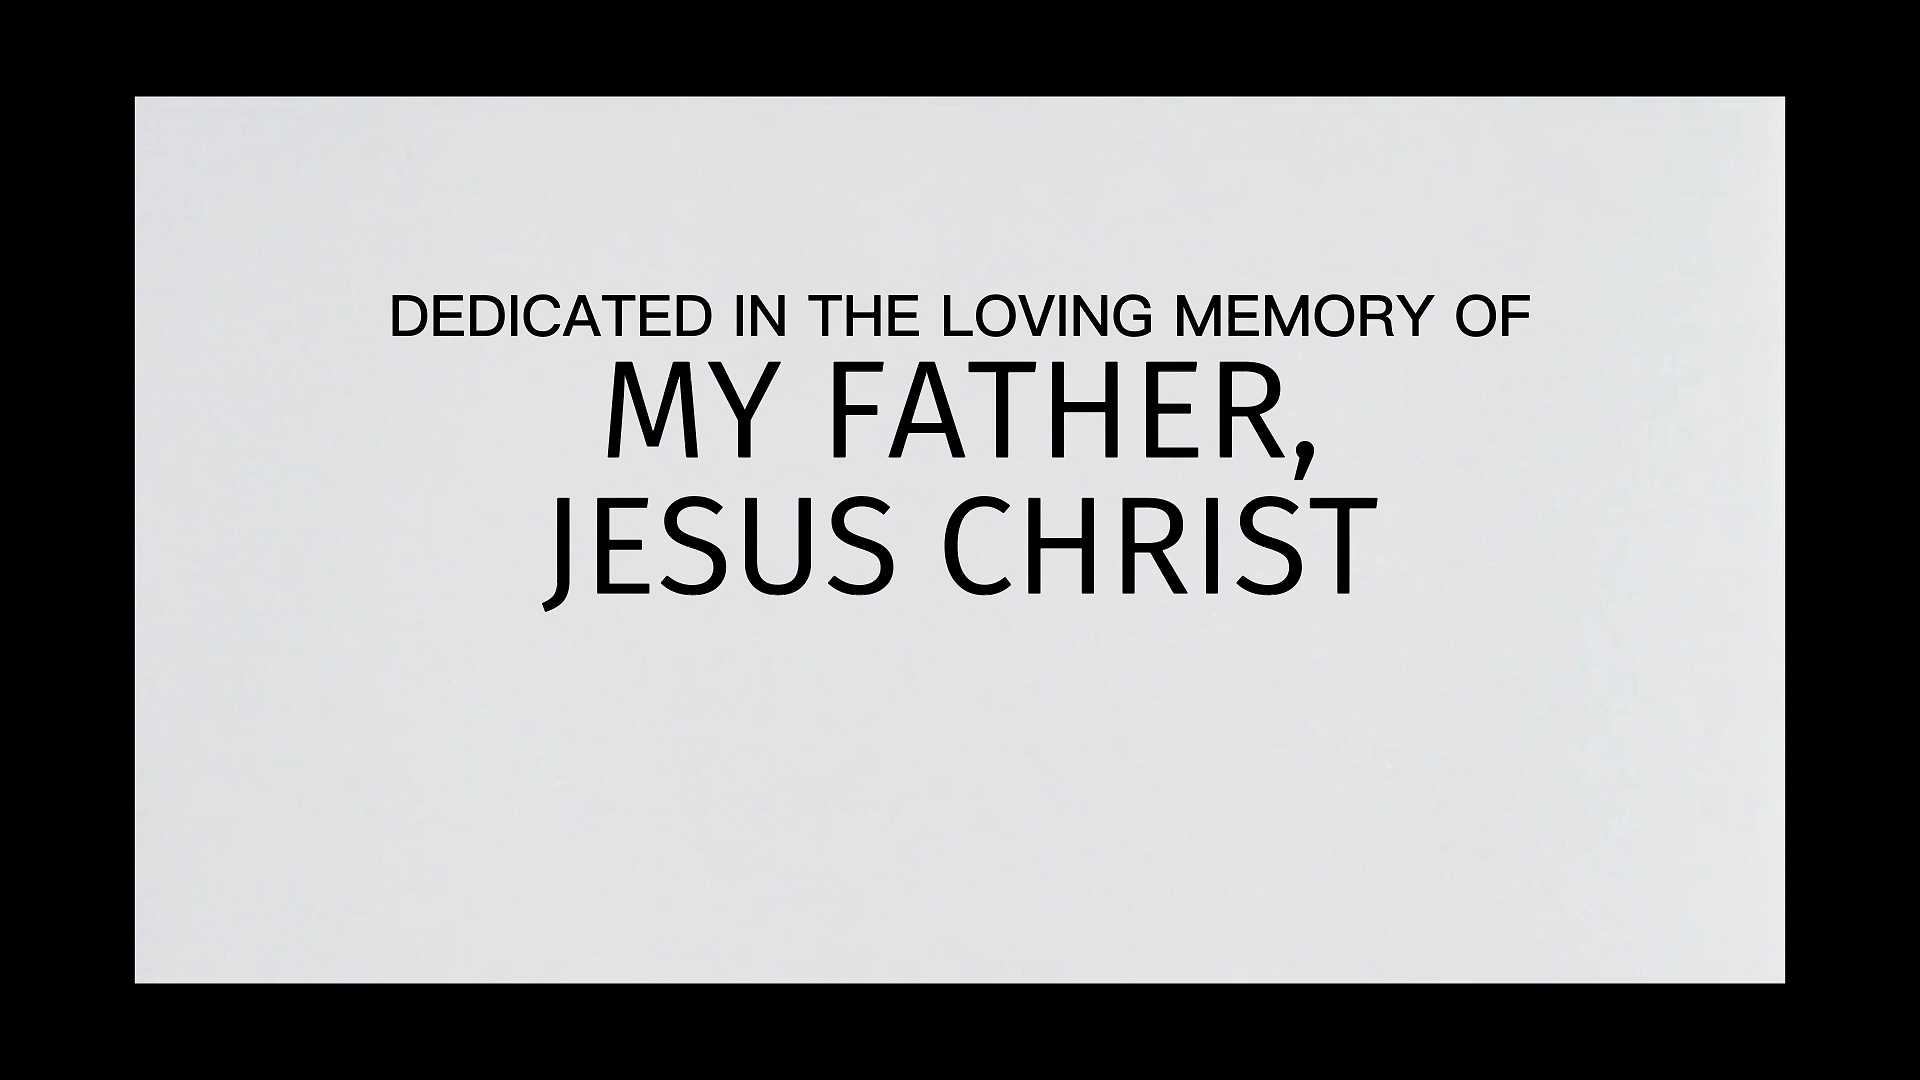 DEDICATED IN THE LOVING MEMORY OF
MY FATHER,
JESUS CHRIST